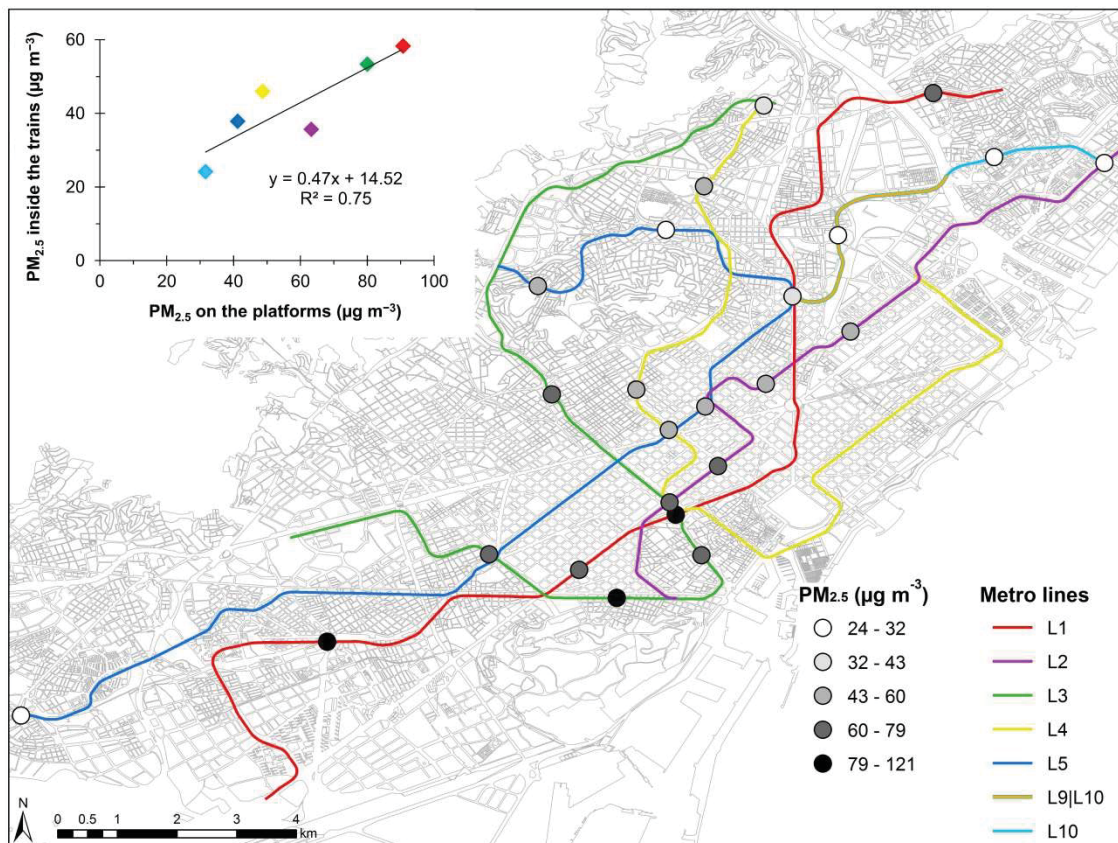 60
40
20
0
PM2.5 inside the trains (µg m−3)
y = 0.47x + 14.52
R² = 0.75
0 20 40 60 80 100
PM2.5 on the platforms (µg m−3)
PM2.5 (µg m-3)
24 - 32
32 - 43
43 - 60
60 - 79
79 - 121
Metro lines
L1
L2
L3
L4
L5
L9|L10
L10
N
0 0.5 1 2 3 4
km